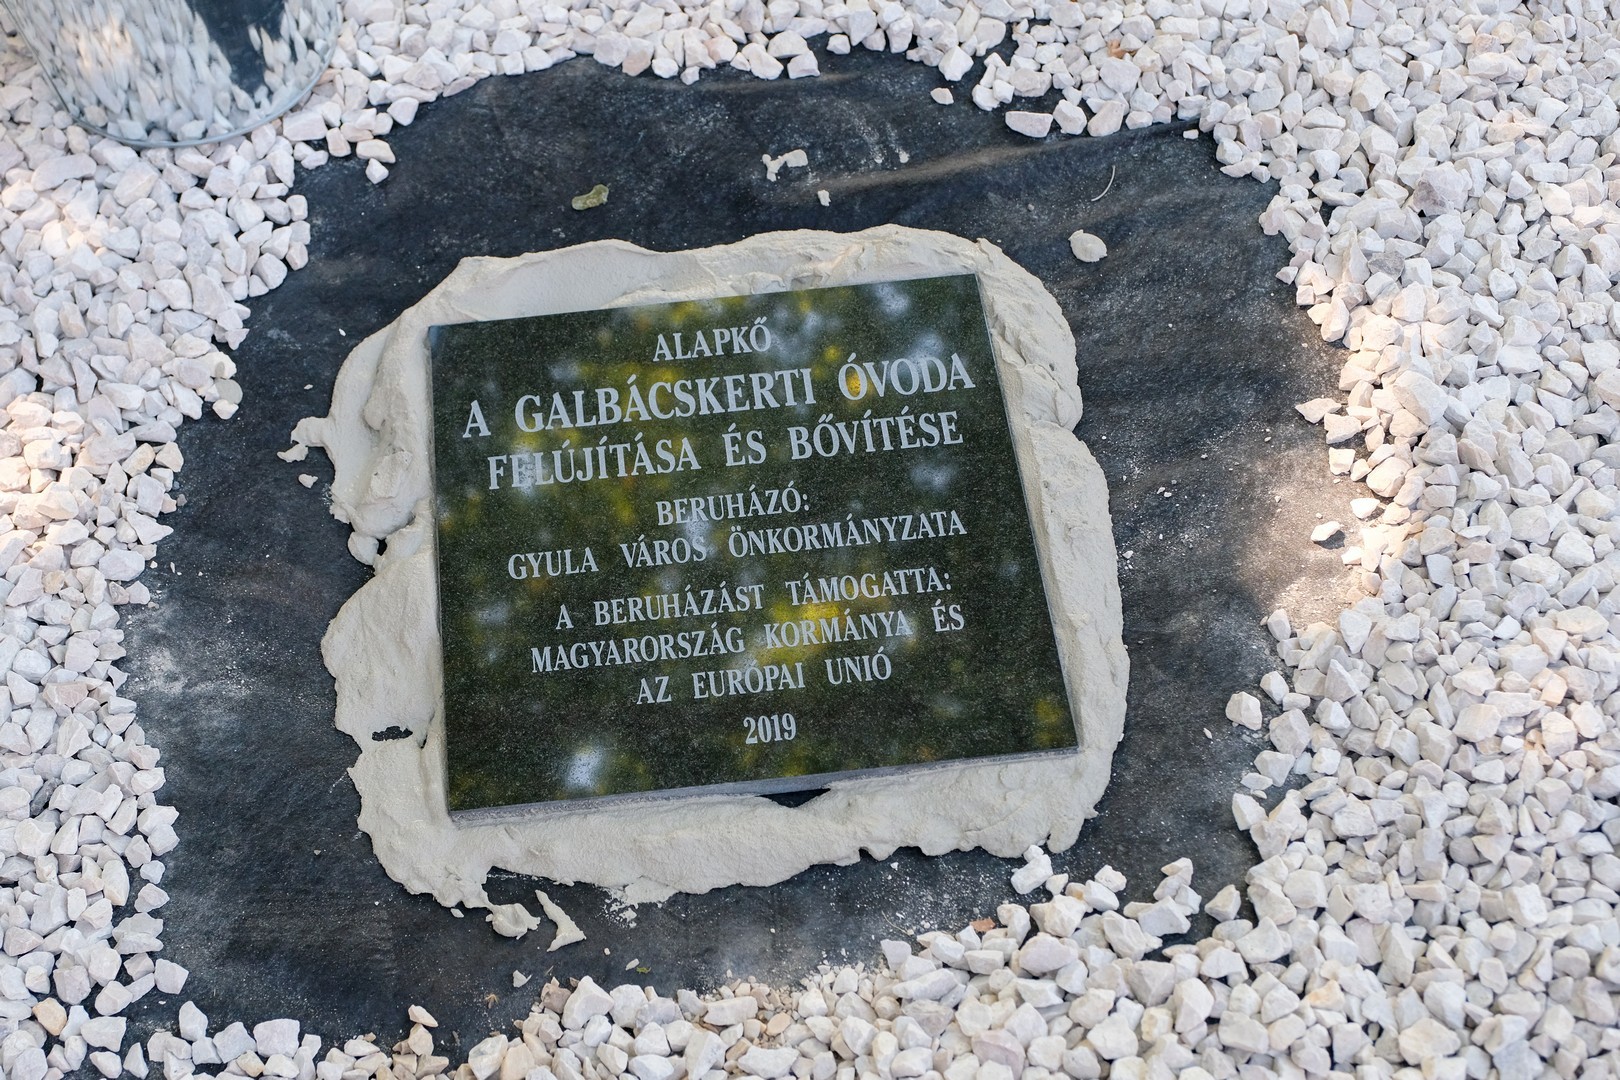 ALAPKŐ
A GALBÁCSKERTI ÓVODA
FELÚJÍTÁSA ÉS BŐVÍTÉSE
BERUHÁZÓ:
GYULA VÁROS ÖNKORMÁNYZATA
A BERUHÁZÁST TÁMOGATTA:
MAGYARORSZÁG KORMÁNYA ÉS
AZ EURÓPAI UNIÓ
2019